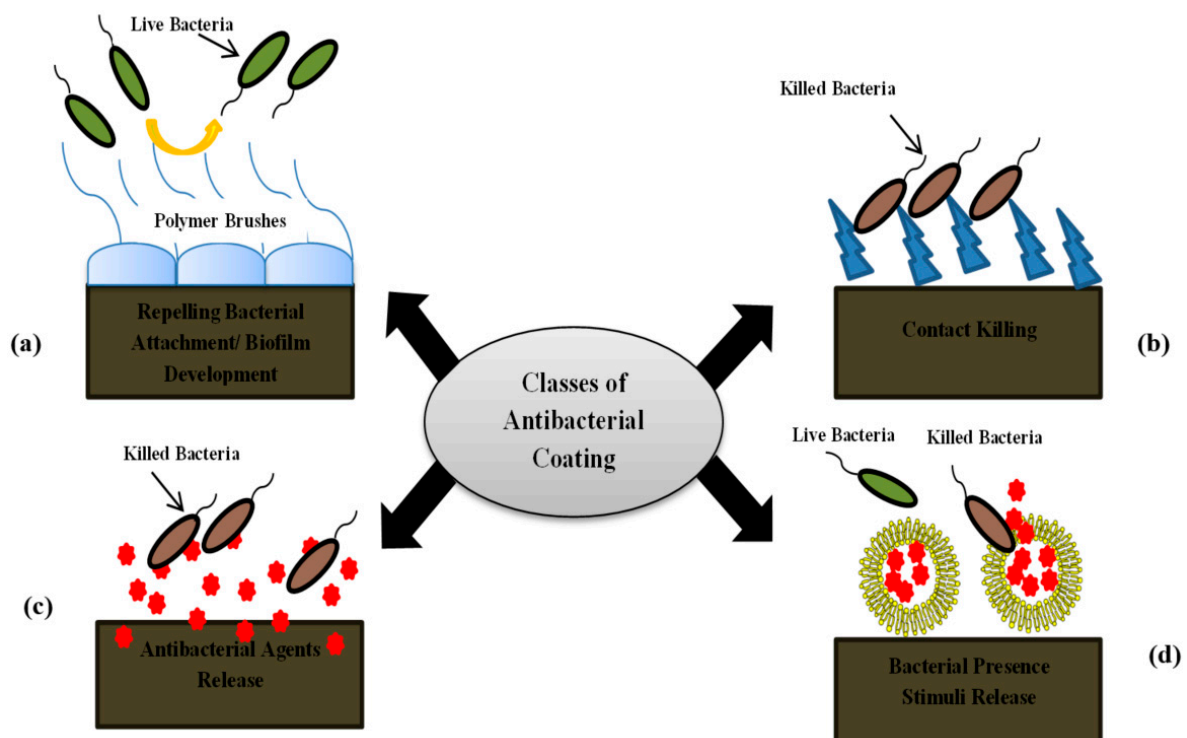 Live Bacteria
Polymer Brushes
Repelling Bacterial
Attachment/ Biofilm
Development
(a)
Killed Bacteria
Contact Killing
(b)
Classes of
Antibacterial
Coating
Killed Bacteria
Antibacterial Agents
Release
(c)
Live Bacteria
Killed Bacteria
Bacterial Presence
Stimuli Release
(d)